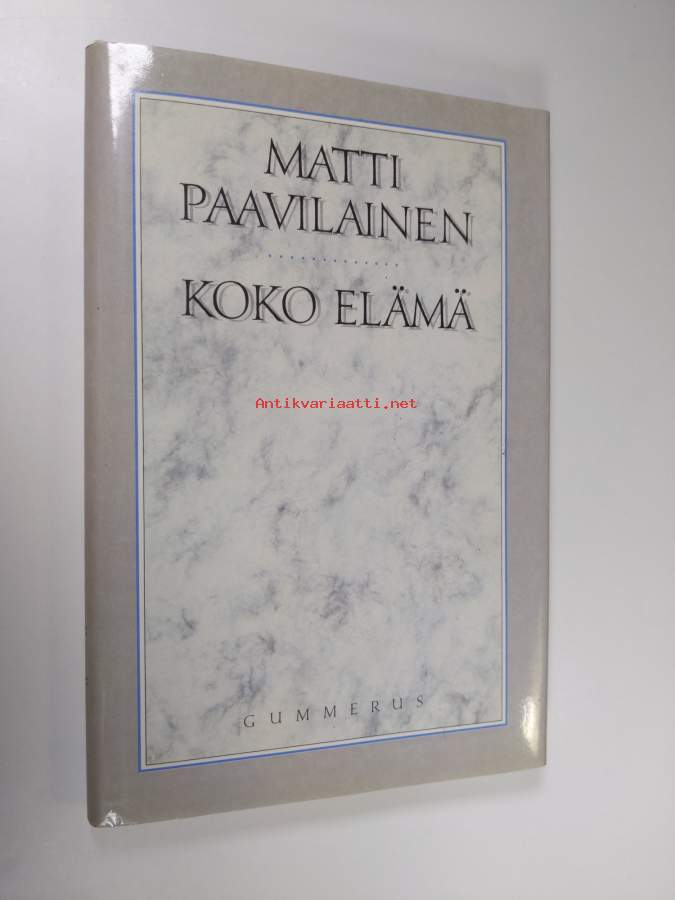 MATTI
PAAVILAINEN
KOKO ELÄMÄ
Antikvariaatti.net
GUMMERUS